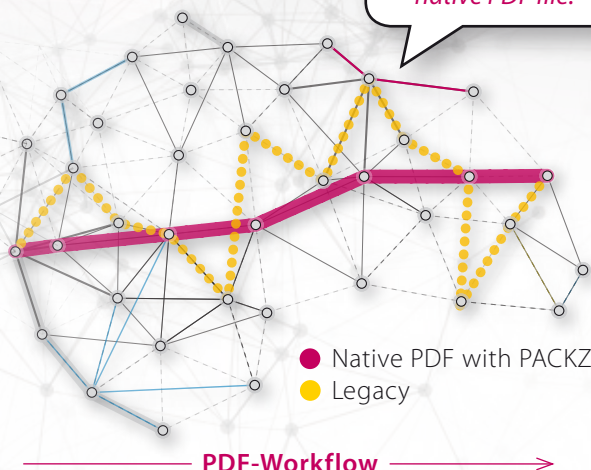 native PDF file.
Native PDF with PACKZ
Legacy
PDF-Workflow